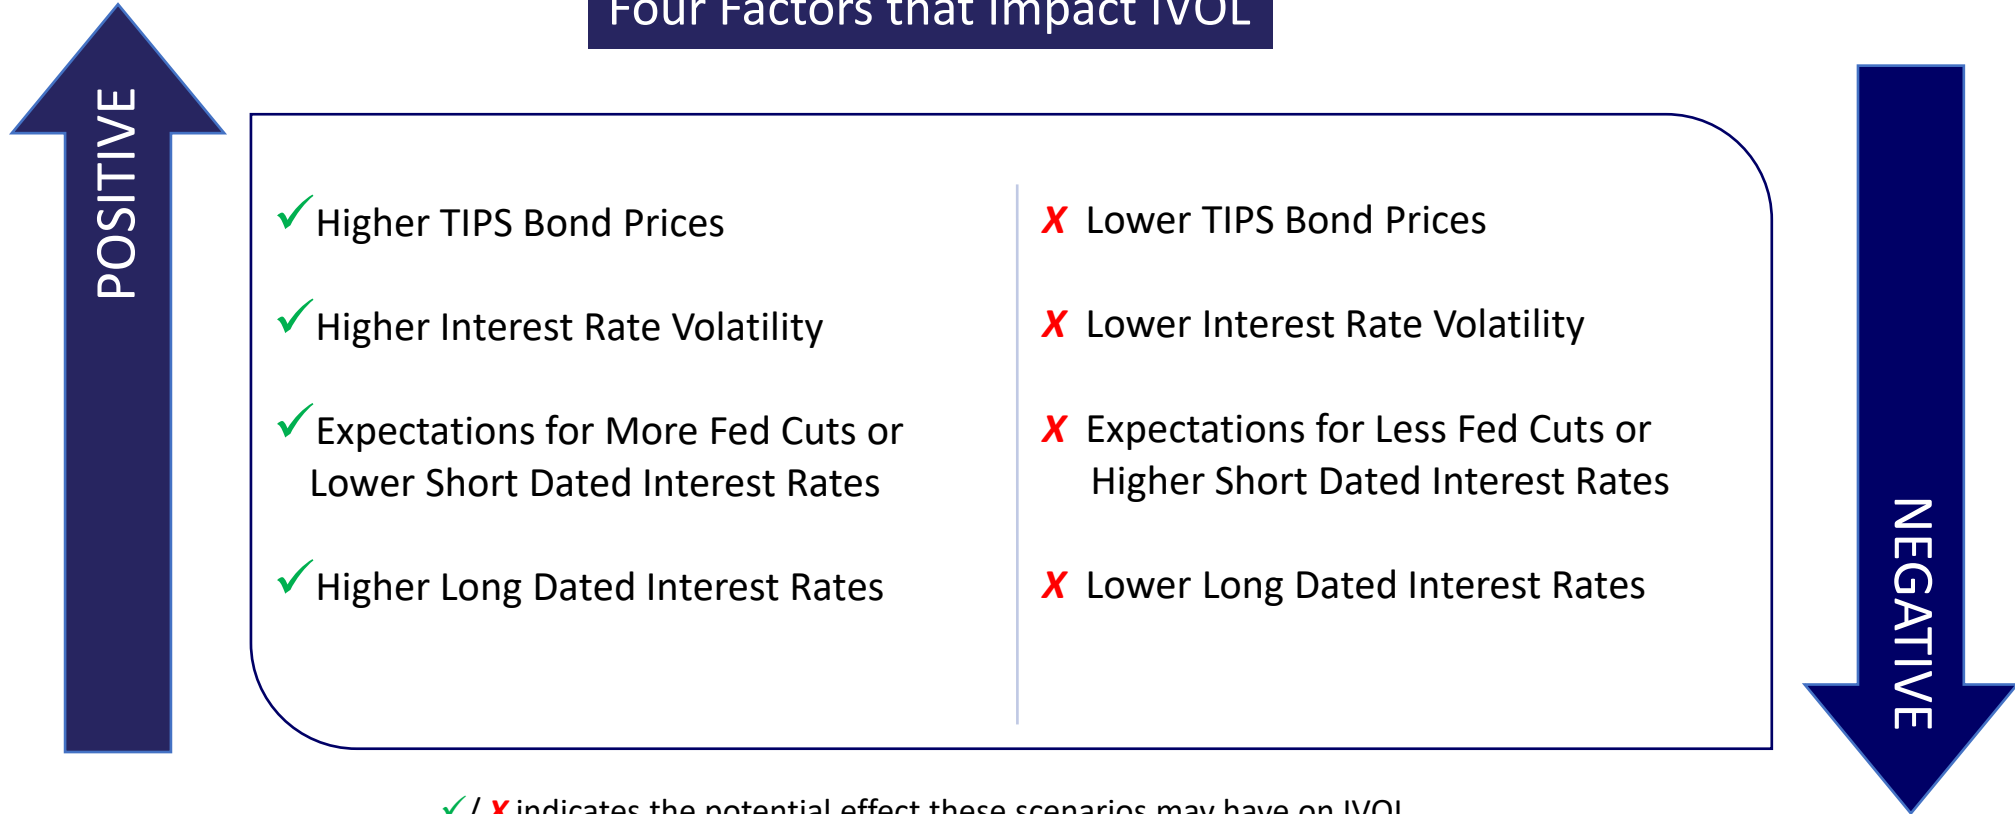 Four Factors that Impact IVOL
POSITIVE
✓Higher TIPS Bond Prices
✓Higher Interest Rate Volatility
✓Expectations for More Fed Cuts or
Lower Short Dated Interest Rates
✓Higher Long Dated Interest Rates
X Lower TIPS Bond Prices
X Lower Interest Rate Volatility
X Expectations for Less Fed Cuts or
Higher Short Dated Interest Rates
X Lower Long Dated Interest Rates
NEGATIVE
✓/ X indicates the potential effect these scenarios may have on IVOL